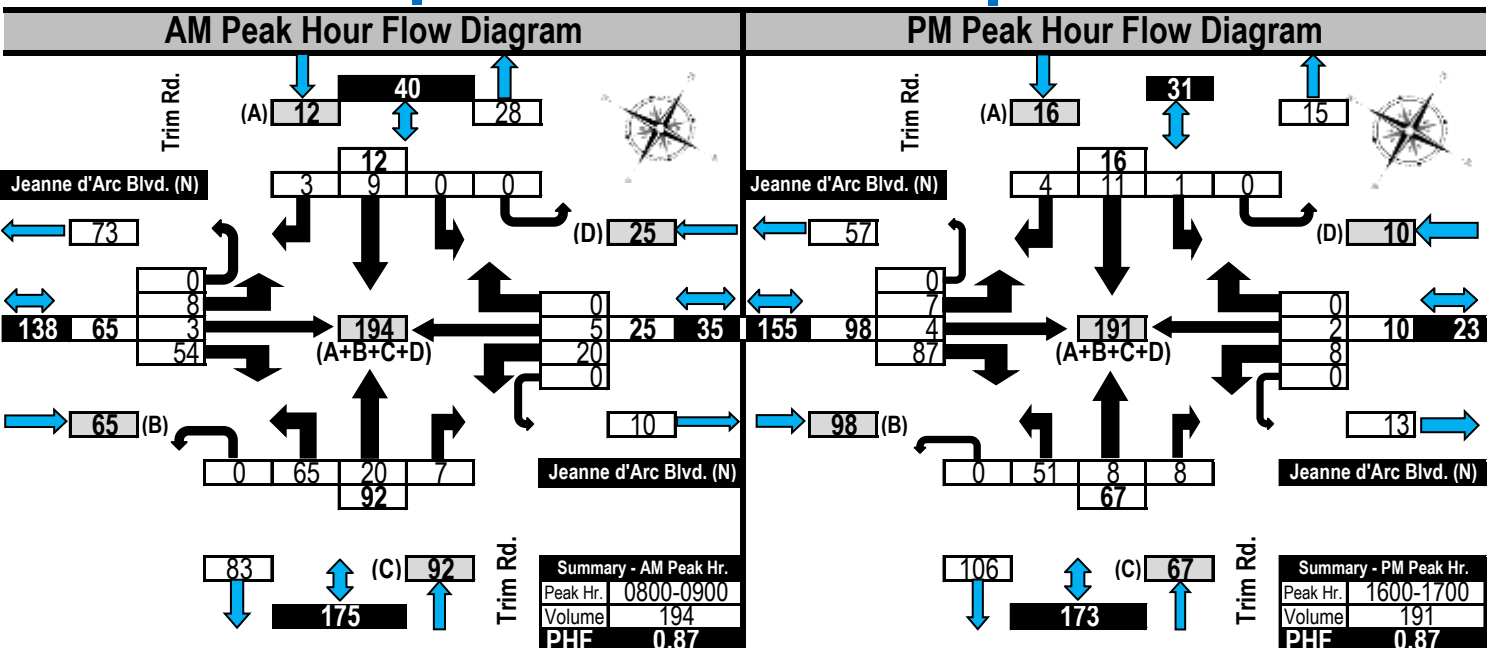 AM Peak Hour Flow Diagram
Trim Rd.
40
(A) 12
28
12
3 9 0 0
Jeanne d'Arc Blvd. (N)
73
(D) 25
0
8
138 65 3
54
194
(A+B+C+D)
0
5 25 35
20
0
65 (B)
10
0 65 20 7
92
Jeanne d'Arc Blvd. (N)
83
(C) 92
175
Trim Rd.
Summary - AM Peak Hr.
Peak Hr. 0800-0900
Volume 194
PHF 0.87
PM Peak Hour Flow Diagram
Trim Rd.
31
(A) 16
15
16
4 11 1 0
Jeanne d'Arc Blvd. (N)
57
(D) 10
0
7
155 98 4
87
191
(A+B+C+D)
0
2 10 23
8
0
98 (B)
13
0 51 8 8
67
Jeanne d'Arc Blvd. (N)
106
(C) 67
173
Trim Rd.
Summary - PM Peak Hr.
Peak Hr. 1600-1700
Volume 191
PHF 0.87